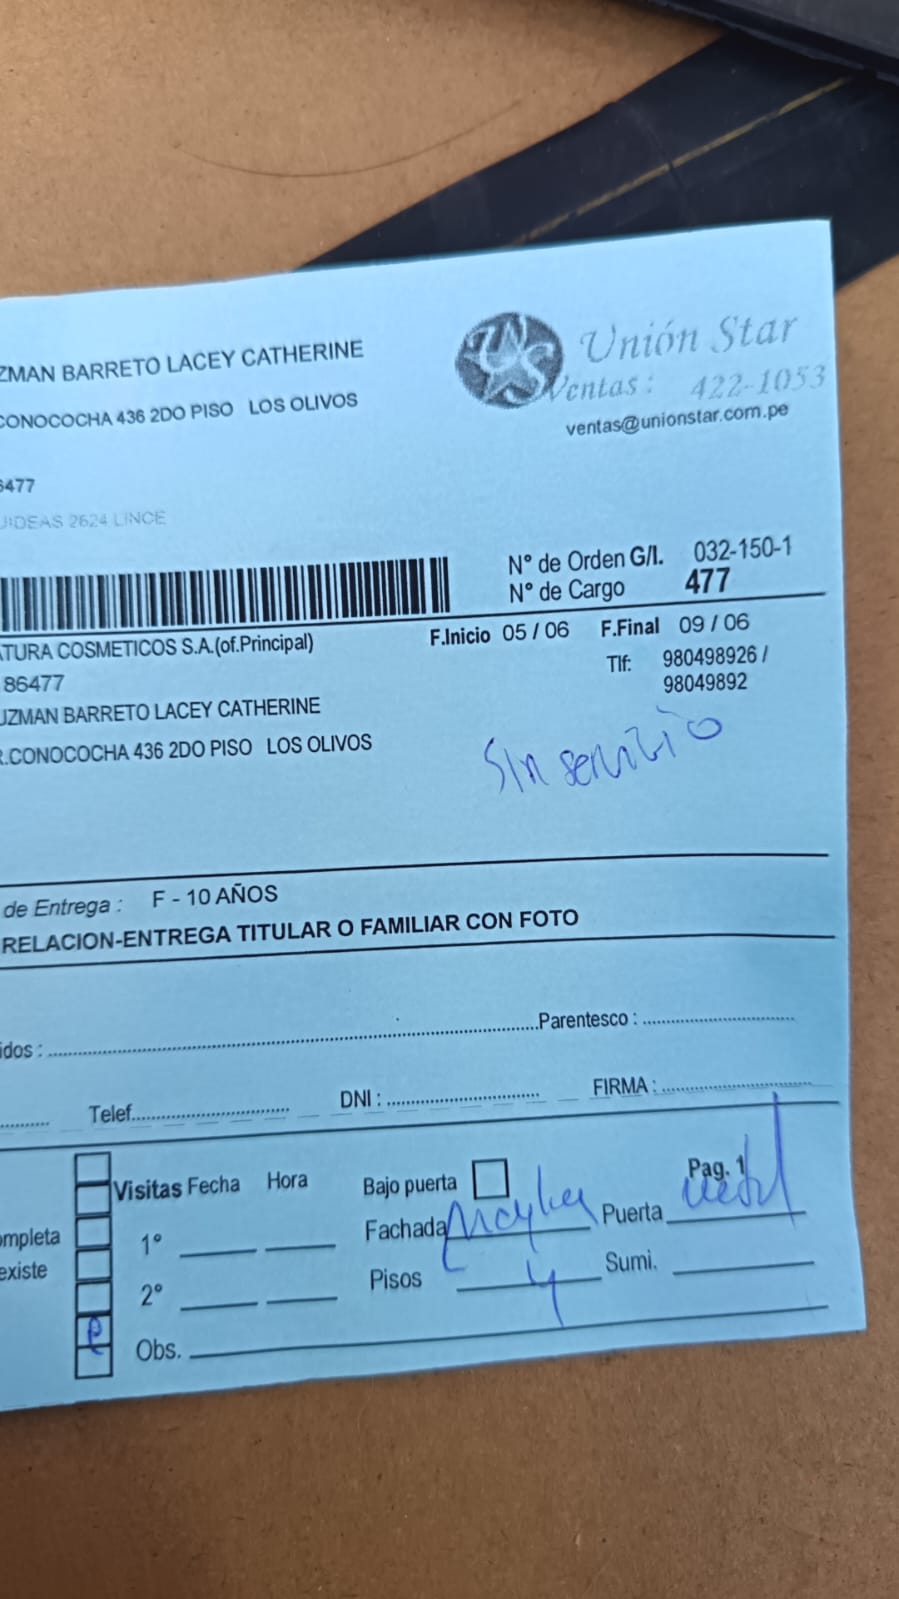 ZMAN BARRETO LACEY CATHERINE
CONOCOCHA 436 2DO PISO LOS OLIVOS
6477
UIDEAS 2624 LINCE
Unión Star
Ventas: 422-1053
ventas@unionstar.com.pe
N° de Orden G/I. 032-150-1
N° de Cargo 477
ATURA COSMETICOS S.A.(of.Principal)
F.Inicio 05 / 06 F.Final 09 / 06
86477
Tlf: 980498926 /
98049892
UZMAN BARRETO LACEY CATHERINE
R.CONOCOCHA 436 2DO PISO LOS OLIVOS
Sin servicio
de Entrega : F - 10 AÑOS
RELACION-ENTREGA TITULAR O FAMILIAR CON FOTO
idos : Parentesco :
Telef. DNI : FIRMA :
Visitas Fecha Hora Bajo puerta Pag. 1
ompleta 1° Fachada Puerta
existe 2° Pisos 4 Sumi.
Obs.